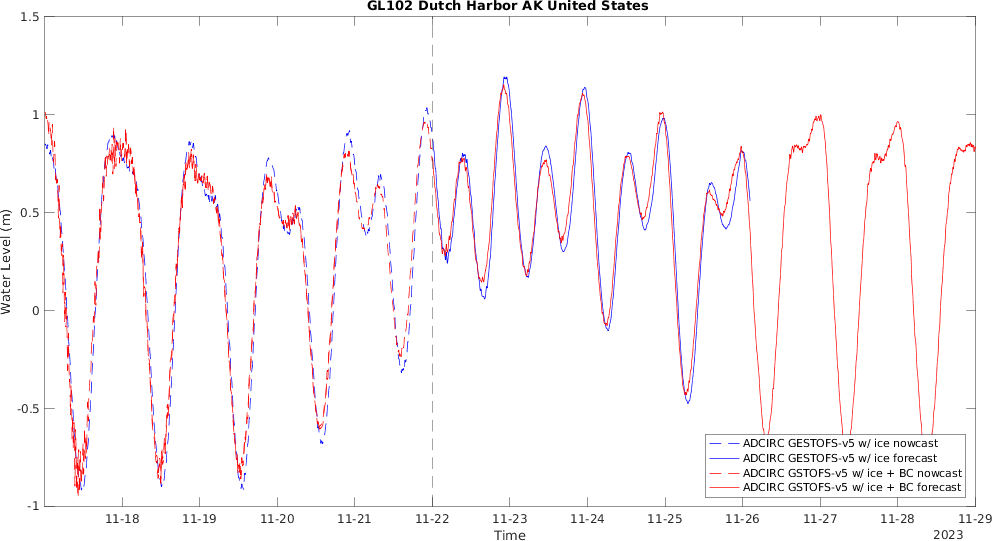 GL102 Dutch Harbor AK United States
1.5
1
0.5
0
-0.5
-1
Water Level (m)
ADCIRC GESTOFS-v5 w/ ice nowcast
ADCIRC GESTOFS-v5 w/ ice forecast
ADCIRC GSTOFS-v5 w/ ice + BC nowcast
ADCIRC GSTOFS-v5 w/ ice + BC forecast
11-18 11-19 11-20 11-21 11-22 11-23 11-24 11-25 11-26 11-27 11-28 11-29
Time
2023